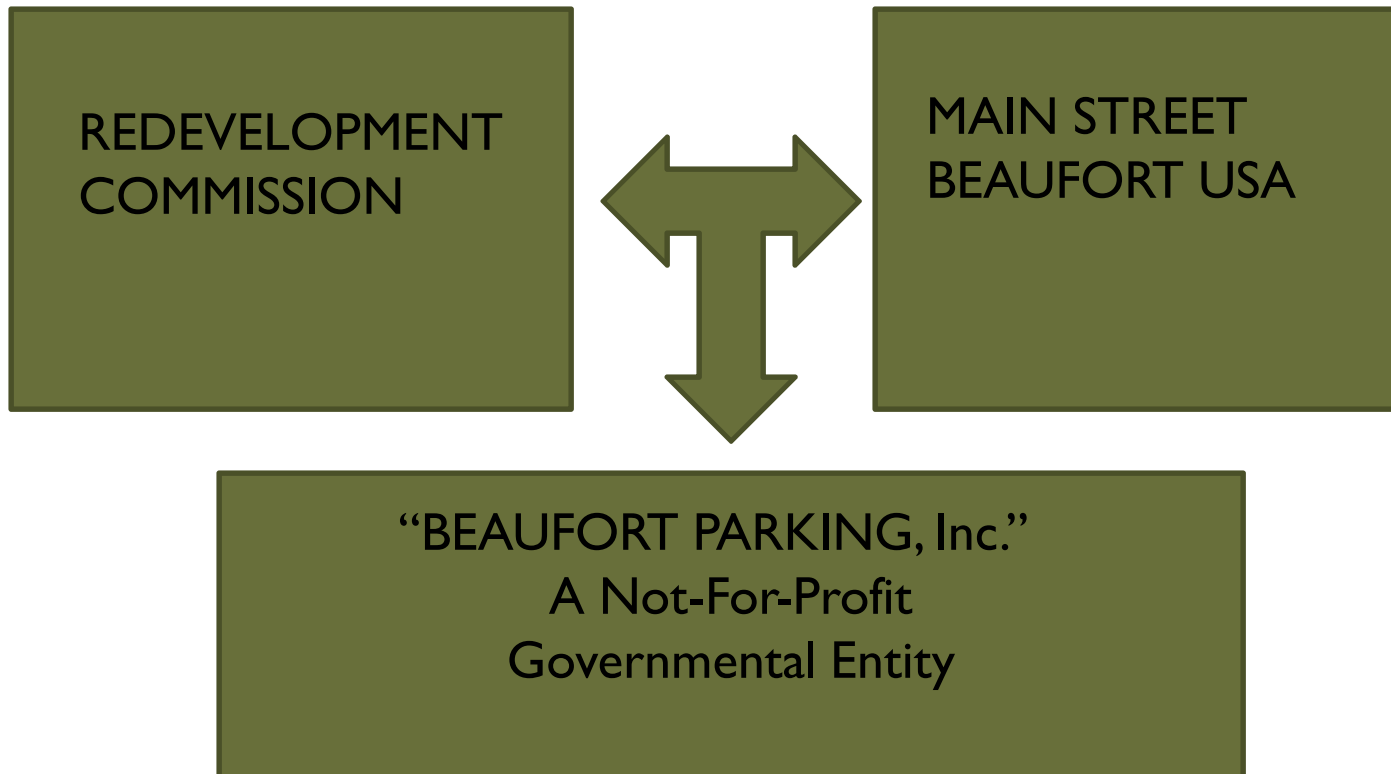 REDEVELOPMENT
COMMISSION
MAIN STREET
BEAUFORT USA
“BEAUFORT PARKING, Inc.”
A Not-For-Profit
Governmental Entity